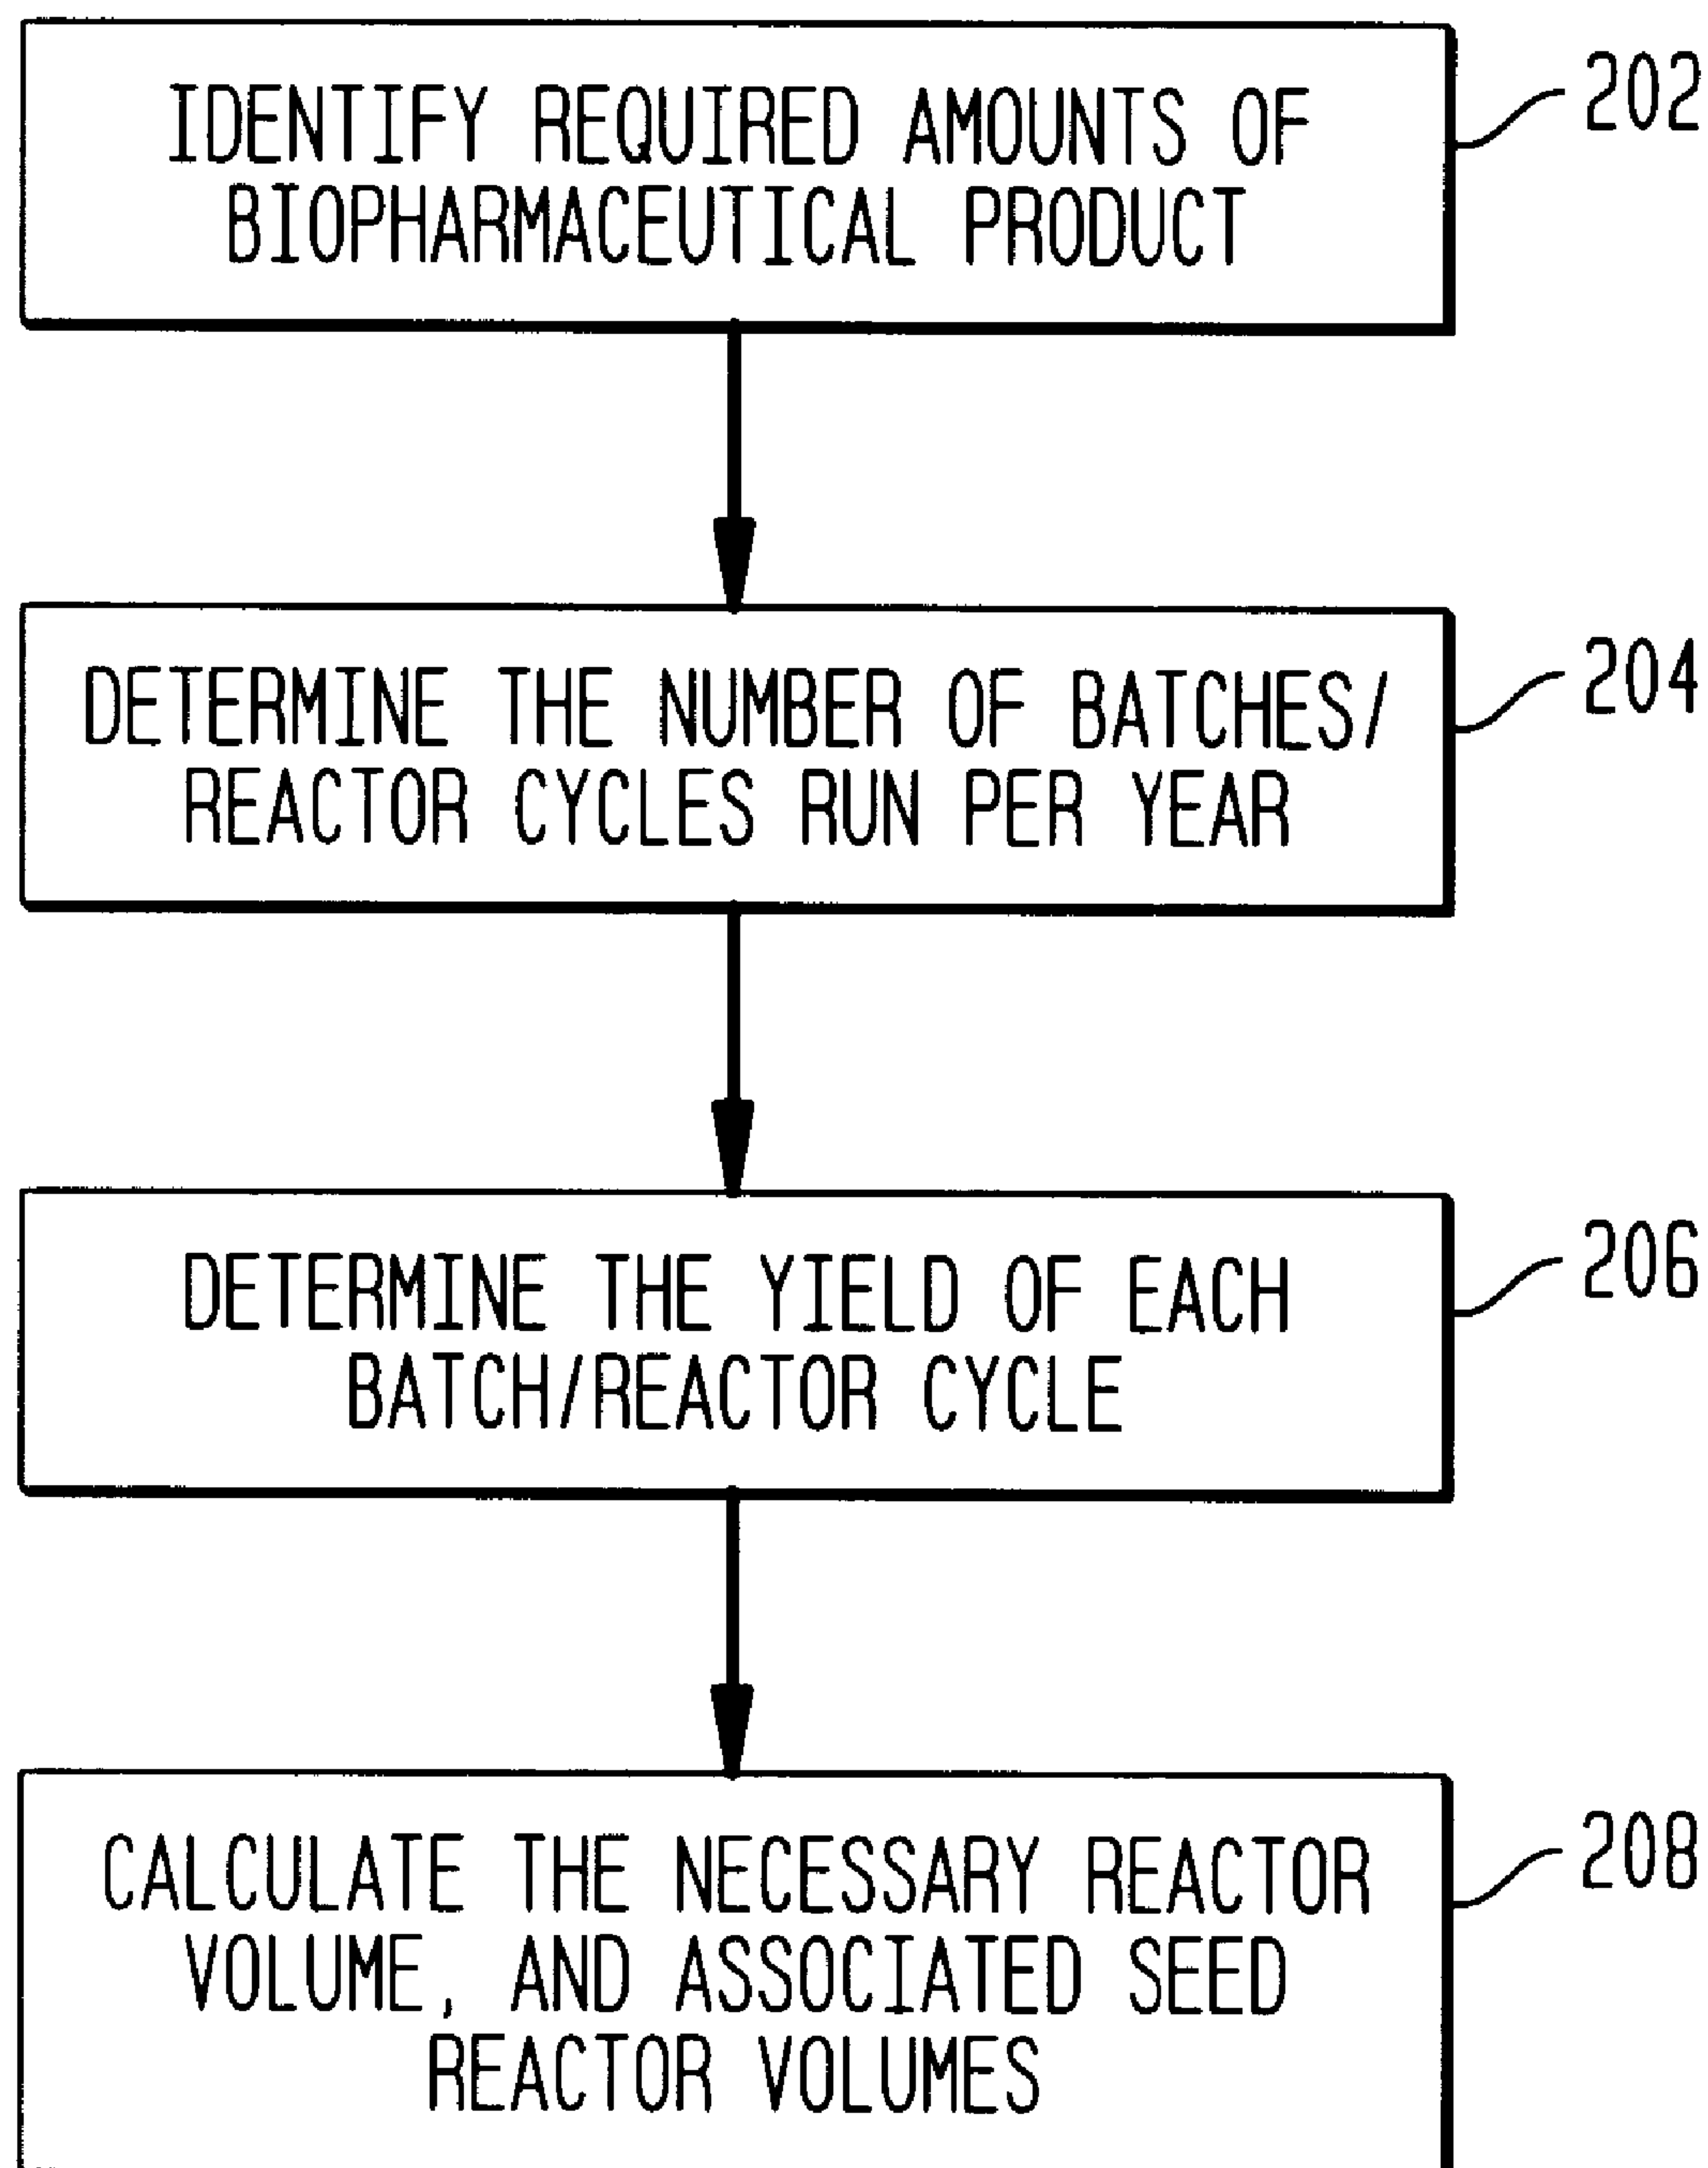 IDENTIFY REQUIRED AMOUNTS OF
BIOPHARMACEUTICAL PRODUCT
202
DETERMINE THE NUMBER OF BATCHES/
REACTOR CYCLES RUN PER YEAR
204
DETERMINE THE YIELD OF EACH
BATCH/REACTOR CYCLE
206
CALCULATE THE NECESSARY REACTOR
VOLUME, AND ASSOCIATED SEED
REACTOR VOLUMES
208